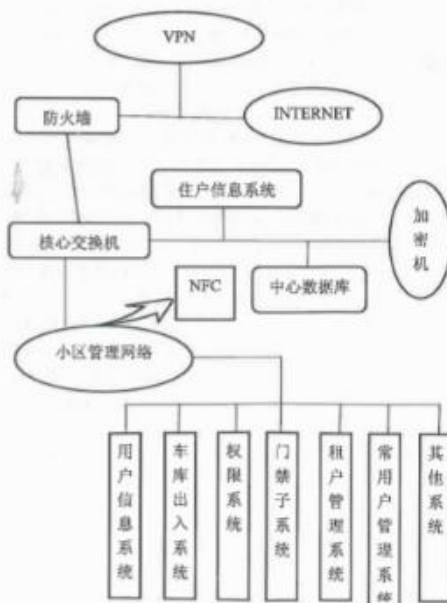 VPN
防火墙
INTERNET
住户信息系统
核心交换机
加密机
NFC
中心数据库
小区管理网络
用户信息系统
车库出入系统
权限系统
门禁子系统
租户管理系统
常用户管理系统
其他系统